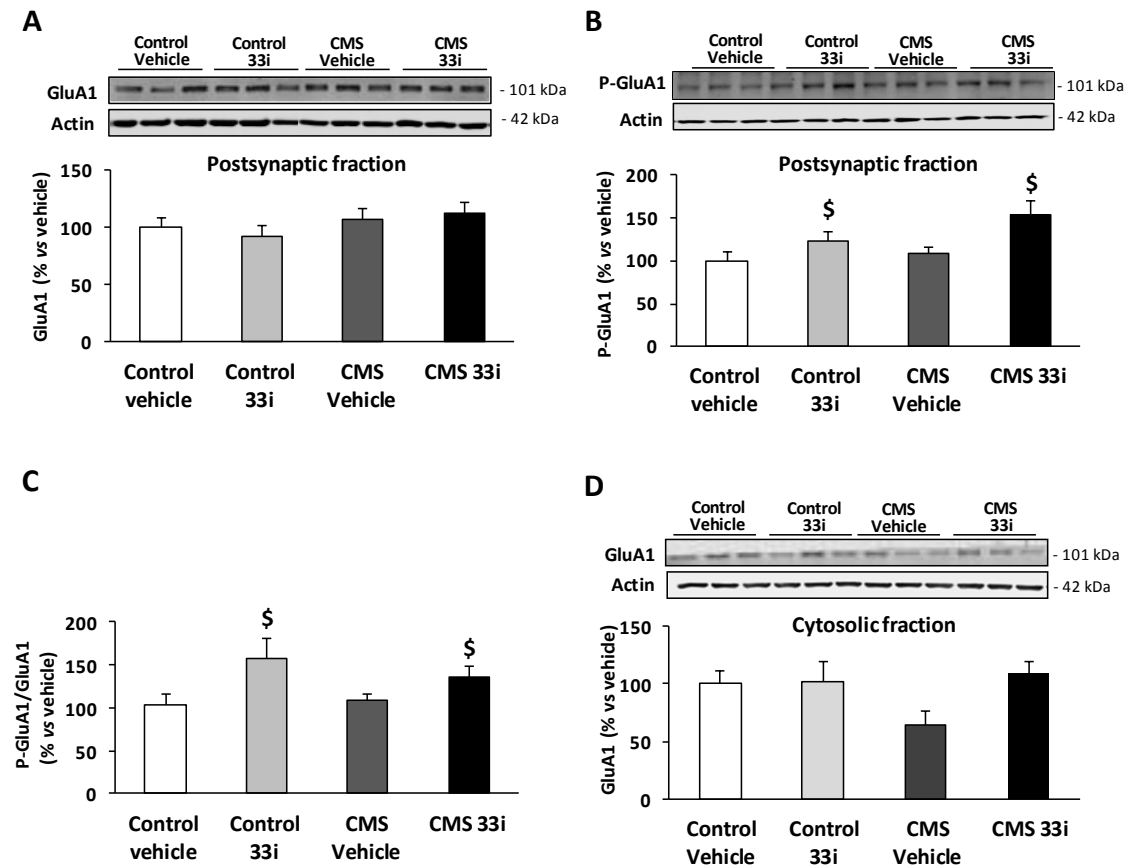 A
Control Vehicle
Control 33i
CMS Vehicle
CMS 33i
GluA1
- 101 kDa
Actin
- 42 kDa
Postsynaptic fraction
GluA1 (% vs vehicle)
150
100
50
0
Control vehicle
Control 33i
CMS Vehicle
CMS 33i
B
Control Vehicle
Control 33i
CMS Vehicle
CMS 33i
P-GluA1
- 101 kDa
Actin
- 42 kDa
Postsynaptic fraction
P-GluA1 (% vs vehicle)
200
150
100
50
0
$
$
Control vehicle
Control 33i
CMS Vehicle
CMS 33i
C
P-GluA1/GluA1
(% vs vehicle)
200
150
100
50
0
$
$
Control vehicle
Control 33i
CMS Vehicle
CMS 33i
D
Control Vehicle
Control 33i
CMS Vehicle
CMS 33i
GluA1
- 101 kDa
Actin
- 42 kDa
Cytosolic fraction
GluA1 (% vs vehicle)
150
100
50
0
Control Vehicle
Control 33i
CMS Vehicle
CMS 33i